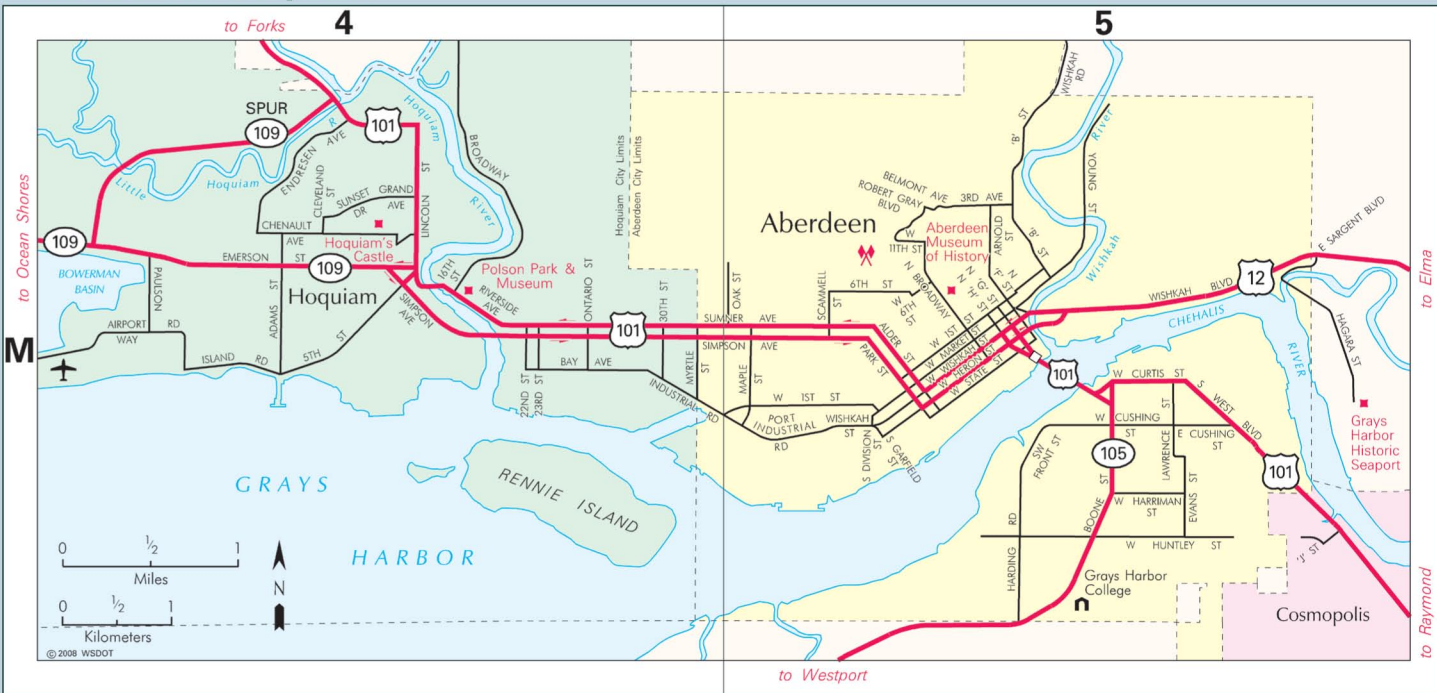 4
5
M
to Forks
to Ocean Shores
to Elma
to Raymond
to Westport
SPUR
109
101
109
109
101
101
12
105
101
Little
Hoquiam
R
Hoquiam
River
ENDRESEN AVE
CLEVELAND ST
SUNSET DR
GRAND AVE
CHENAULT AVE
LINCOLN ST
BROADWAY
Hoquiam's
Castle
EMERSON ST
Hoquiam
BOWERMAN
BASIN
PAULSON
RD
AIRPORT
WAY
ADAMS ST
ISLAND RD
5TH ST
SIMPSON
AVE
16TH
ST
Polson Park &
Museum
RIVERSIDE
AVE
Hoquiam City Limits
Aberdeen City Limits
ONTARIO ST
30TH ST
OAK ST
SUMNER AVE
SIMPSON AVE
BAY AVE
22ND ST
23RD ST
MYRTLE ST
MAPLE ST
INDUSTRIAL RD
W 1ST ST
PORT
INDUSTRIAL
RD
WISHKAH
ST
S DIVISION
ST
S GARFIELD
ST
SCAMMELL
ST
6TH ST
W
6TH ST
ALDER ST
PARK ST
Aberdeen
Aberdeen
Museum
of History
BELMONT AVE
ROBERT GRAY
BLVD
3RD AVE
W
11TH ST
N BROADWAY
ARNOLD
ST
'B' ST
'B' ST
WISHKAH
RD
N 'H' ST
N 'G' ST
N 'F' ST
W 1ST ST
W MARKET ST
W WISHKAH ST
W HERON ST
W STATE ST
River
Wishkah
YOUNG ST
WISHKAH BLVD
CHEHALIS
RIVER
E SARGENT BLVD
HAGARA ST
Grays
Harbor
Historic
Seaport
W CURTIS ST
S
WEST
BLVD
W CUSHING
ST
E CUSHING
ST
SW
FRONT ST
LAWRENCE ST
W HARRIMAN
ST
EVANS ST
BOONE ST
HARDING RD
W HUNTLEY ST
'J' ST
Grays Harbor
College
Cosmopolis
GRAYS
HARBOR
RENNIE ISLAND
0 1/2 1
Miles
0 1/2 1
Kilometers
N
© 2008 WSDOT